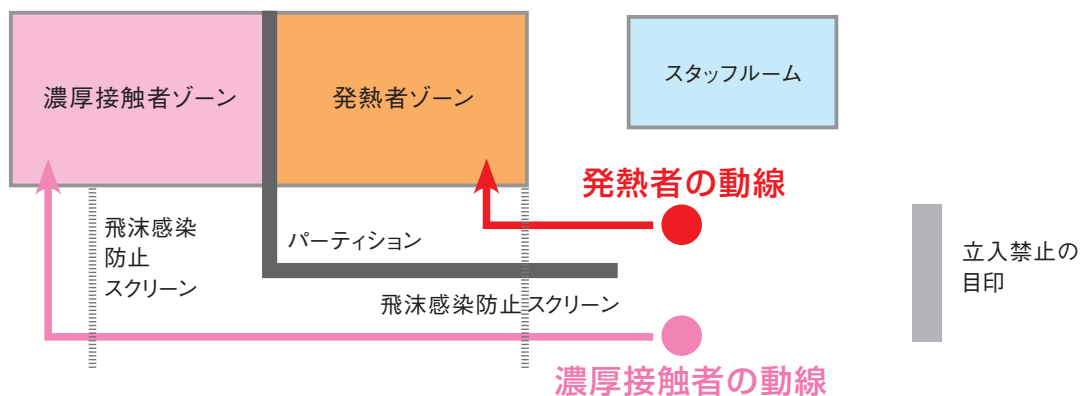 濃厚接触者ゾーン
発熱者ゾーン
スタッフルーム
発熱者の動線
飛沫感染
防止
スクリーン
パーティション
立入禁止の
目印
飛沫感染防止スクリーン
濃厚接触者の動線